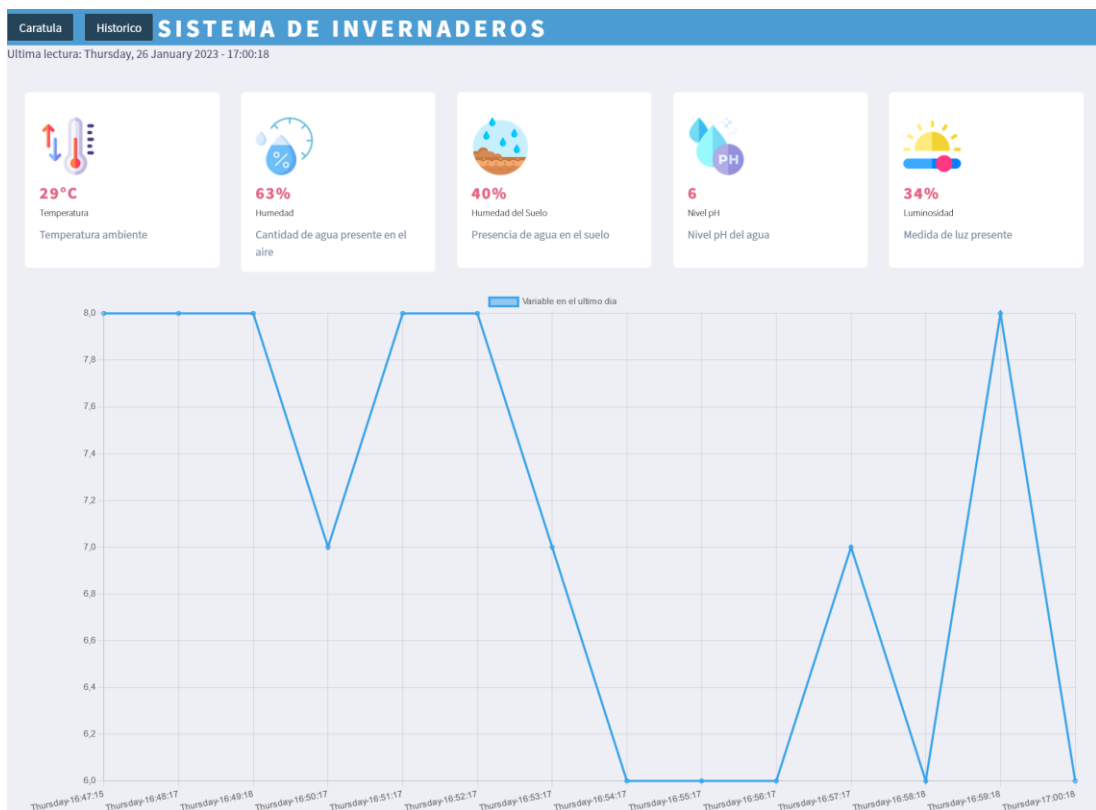 Caratula Historico SISTEMA DE INVERNADEROS
Ultima lectura: Thursday, 26 January 2023 - 17:00:18
%
PH
29°C 63% 40% 6 34%
Temperatura Humedad Humedad del Suelo Nivel pH Luminosidad
Temperatura ambiente Cantidad de agua presente en el Presencia de agua en el suelo Nivel pH del agua Medida de luz presente
aire
Variable en el ultimo dia
8,0
7,8
7,6
7,4
7,2
7,0
6,8
6,6
6,4
6,2
6,0
Thursday-16:47:15 Thursday-16:48:17 Thursday-16:49:18 Thursday-16:50:17 Thursday-16:51:17 Thursday-16:52:17 Thursday-16:53:17 Thursday-16:54:17 Thursday-16:55:17 Thursday-16:56:17 Thursday-16:57:17 Thursday-16:58:18 Thursday-16:59:18 Thursday-17:00:18